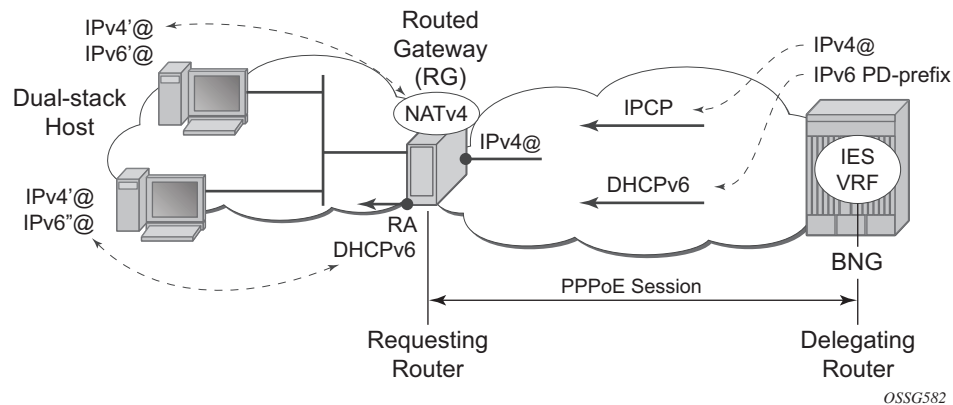 IPv4'@
IPv6'@
Routed
Gateway
(RG)
IPv4@
IPv6 PD-prefix
Dual-stack
Host
NATv4
IPCP
IPv4@
IES
VRF
DHCPv6
IPv4'@
IPv6”@
RA
DHCPv6
BNG
PPPoE Session
Requesting
Router
Delegating
Router
OSSG582